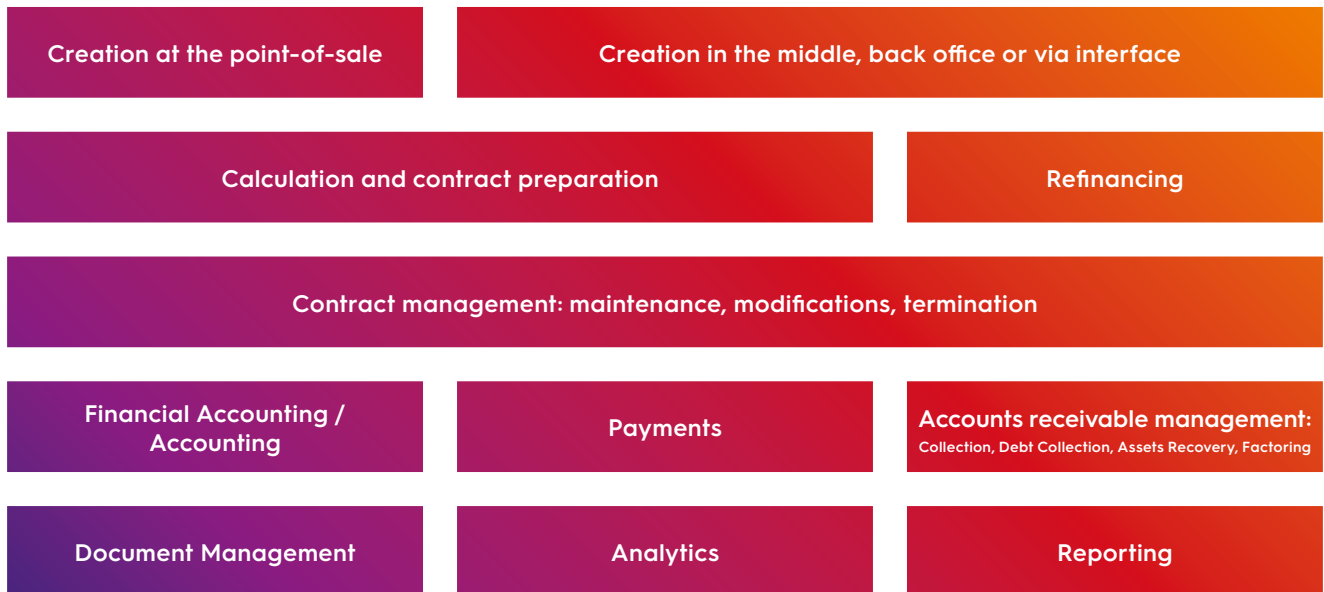 Creation at the point-of-sale
Creation in the middle, back office or via interface
Calculation and contract preparation
Refinancing
Contract management: maintenance, modifications, termination
Financial Accounting /
Accounting
Payments
Accounts receivable management:
Collection, Debt Collection, Assets Recovery, Factoring
Document Management
Analytics
Reporting